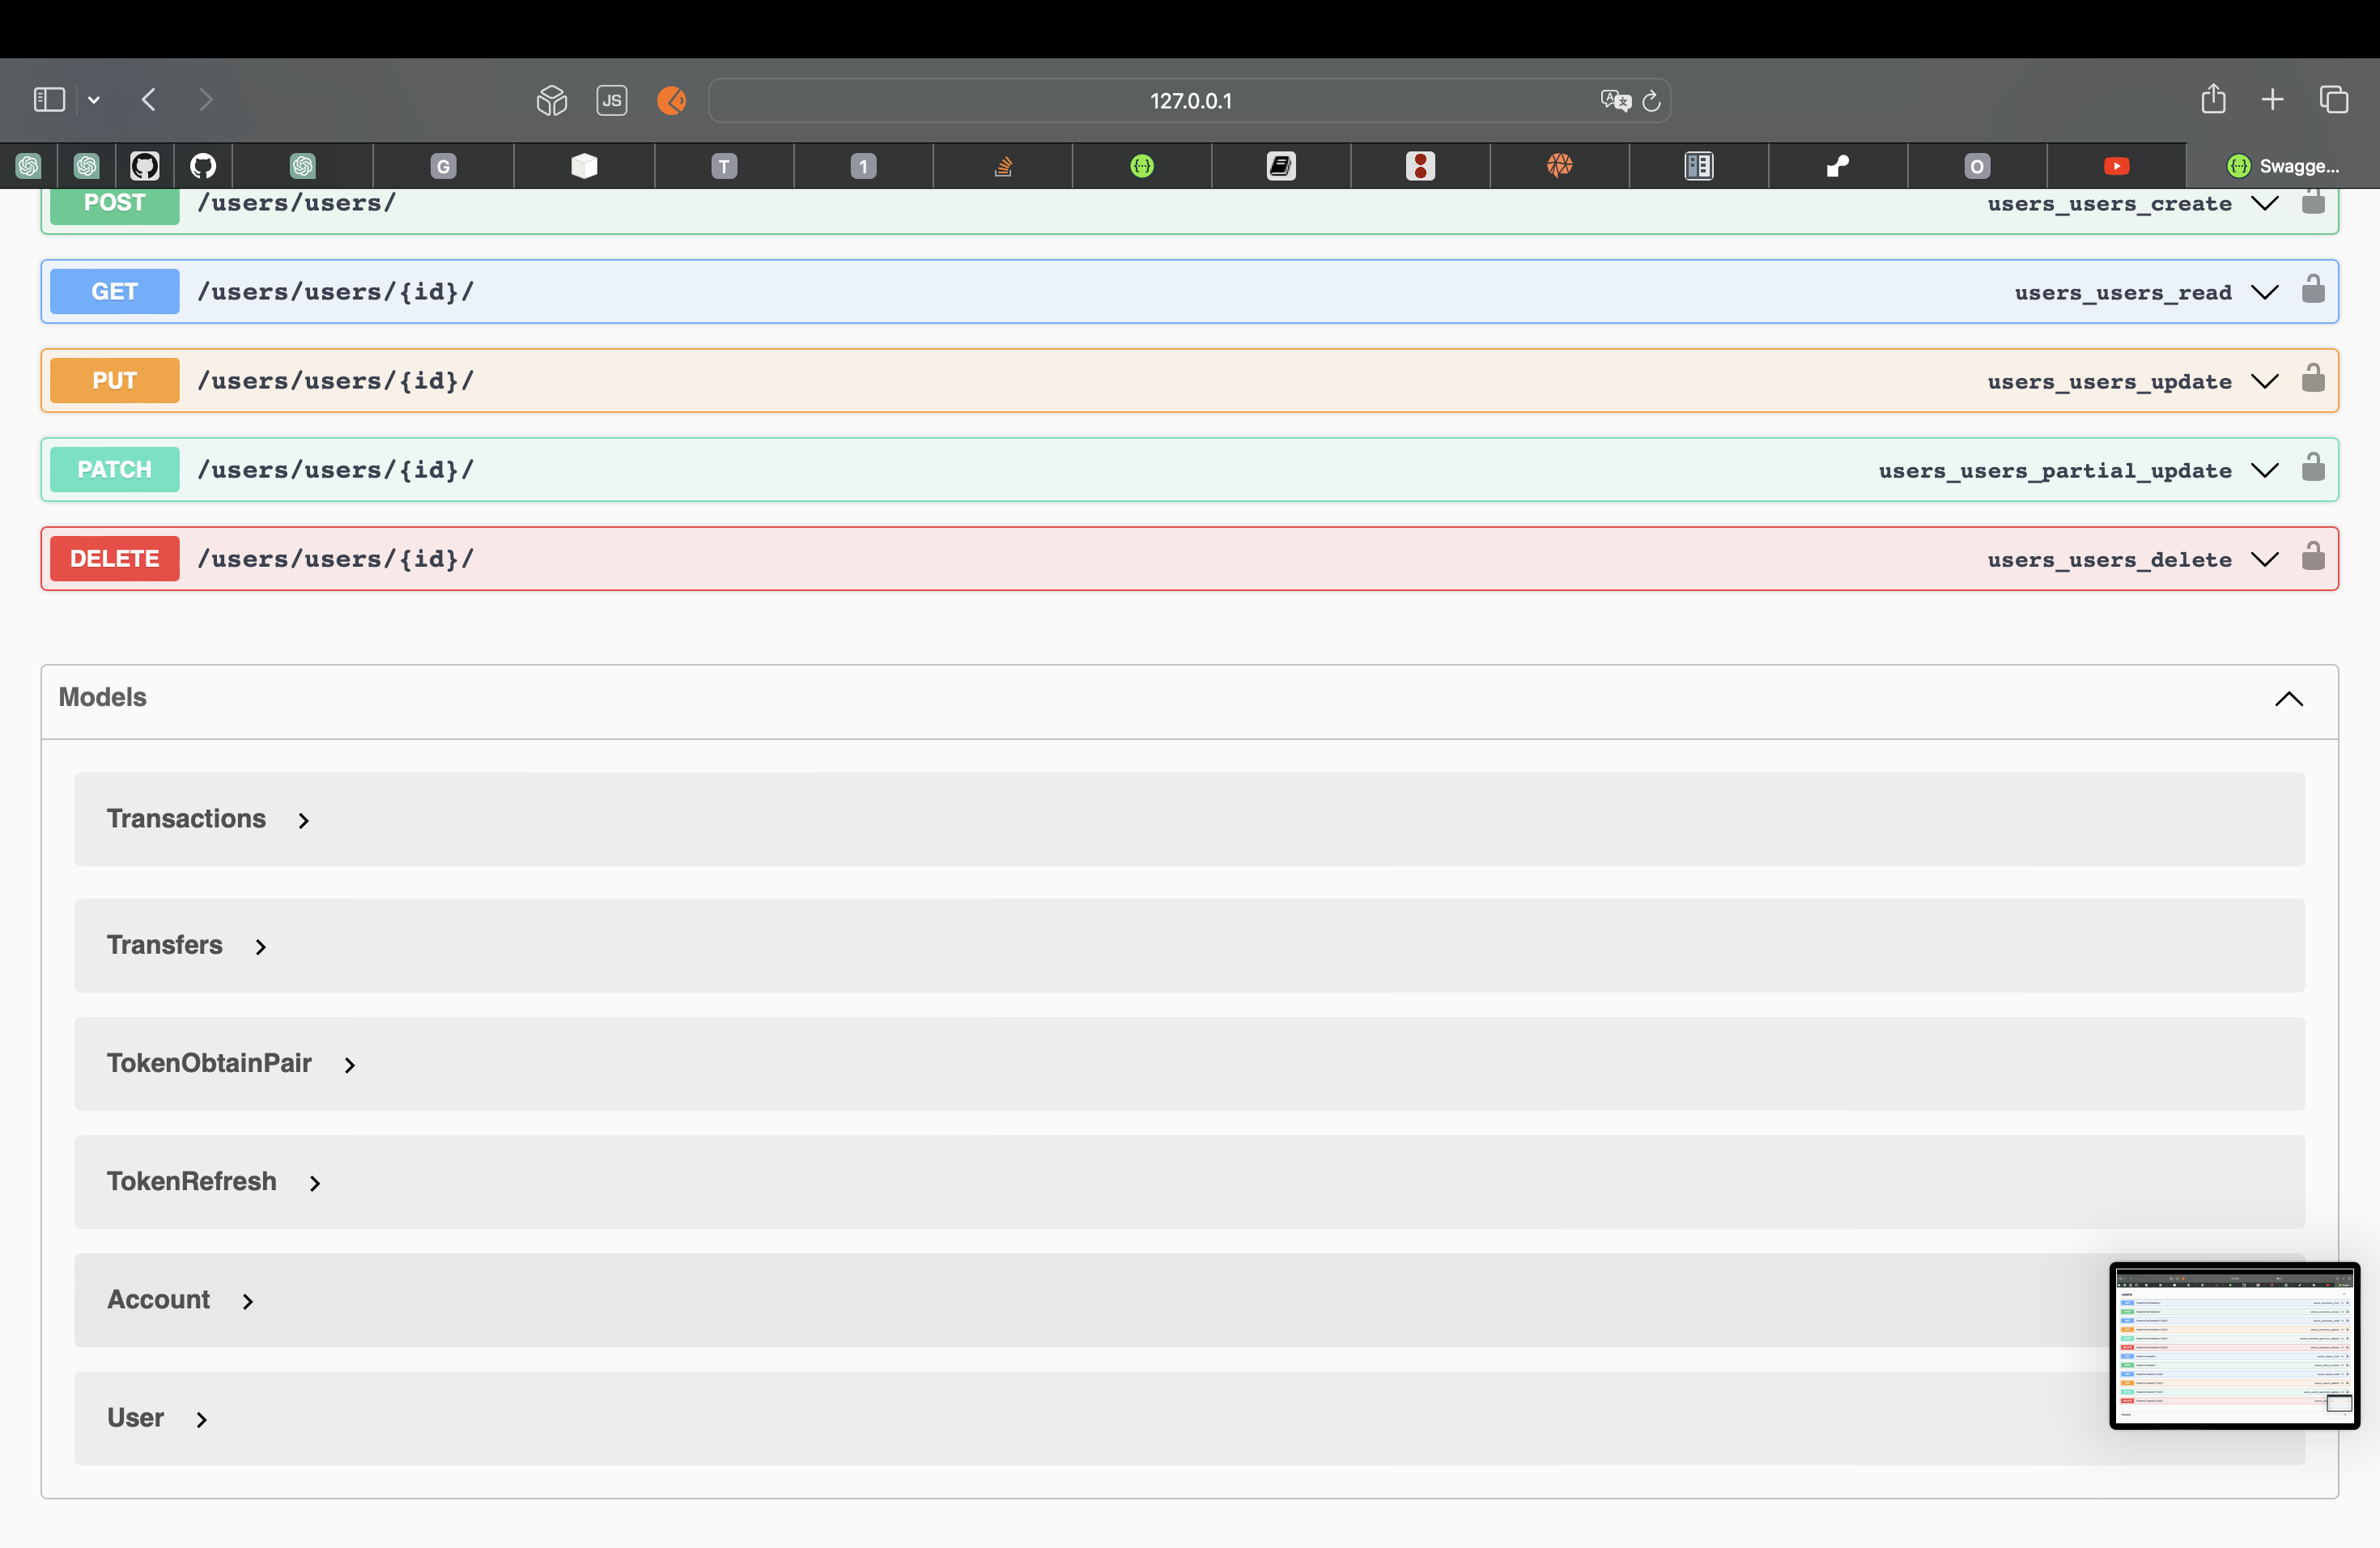 JS
127.0.0.1
G
T
1
O
Swagge...
POST /users/users/ users_users_create
GET /users/users/{id}/ users_users_read
PUT /users/users/{id}/ users_users_update
PATCH /users/users/{id}/ users_users_partial_update
DELETE /users/users/{id}/ users_users_delete
Models
Transactions
Transfers
TokenObtainPair
TokenRefresh
Account
User